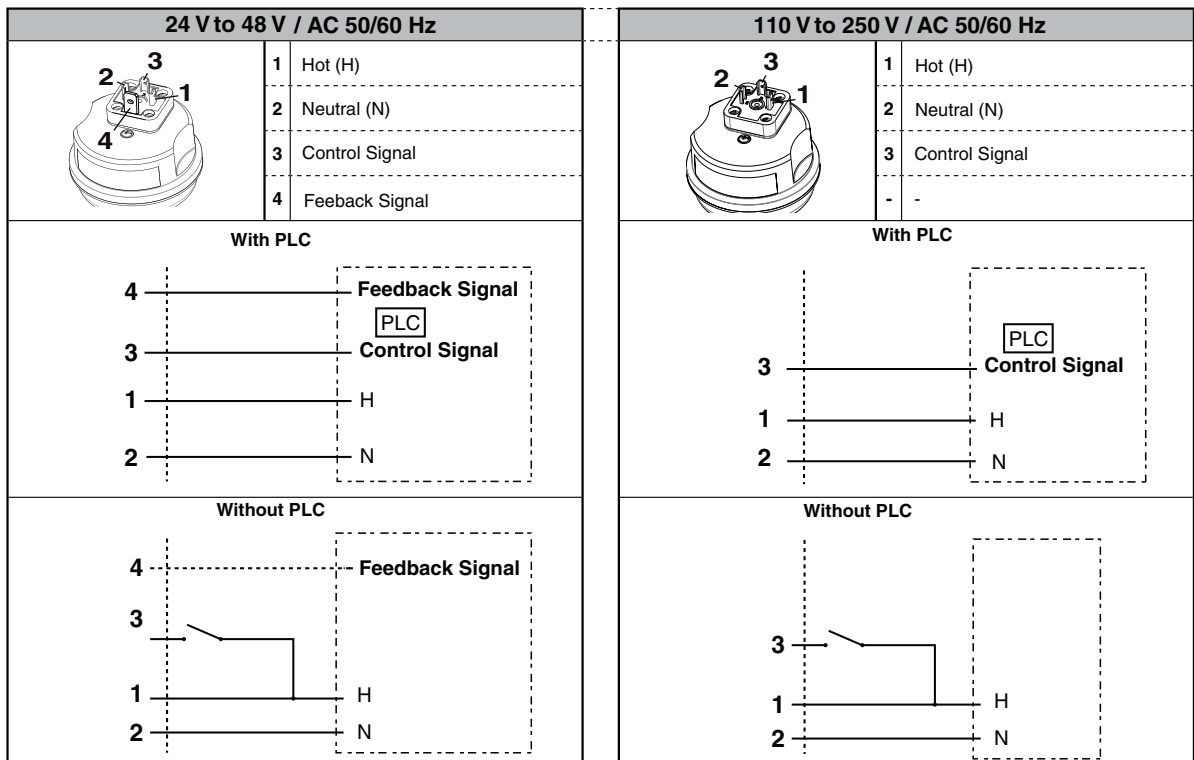 24 V to 48 V / AC 50/60 Hz
2
3
1
4
1 Hot (H)
2 Neutral (N)
3 Control Signal
4 Feeback Signal
With PLC
4 Feedback Signal
PLC
3 Control Signal
1 H
2 N
Without PLC
4 Feedback Signal
3
1 H
2 N
110 V to 250 V / AC 50/60 Hz
2
3
1
1 Hot (H)
2 Neutral (N)
3 Control Signal
- -
With PLC
PLC
3 Control Signal
1 H
2 N
Without PLC
3
1 H
2 N